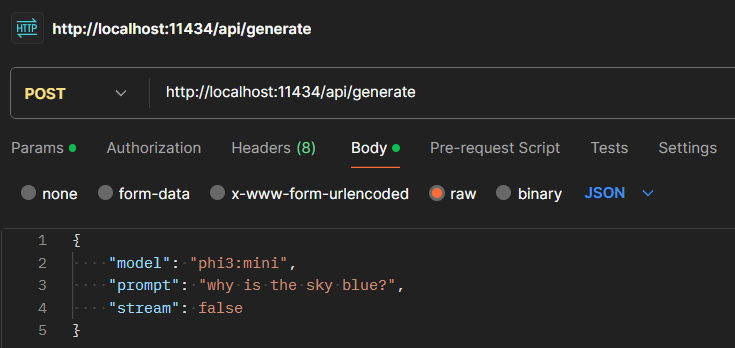 HTTP http://localhost:11434/api/generate
POST http://localhost:11434/api/generate
Params Authorization Headers (8) Body Pre-request Script Tests Settings
none form-data x-www-form-urlencoded raw binary JSON
1 {
2 "model": "phi3:mini",
3 "prompt": "why is the sky blue?",
4 "stream": false
5 }